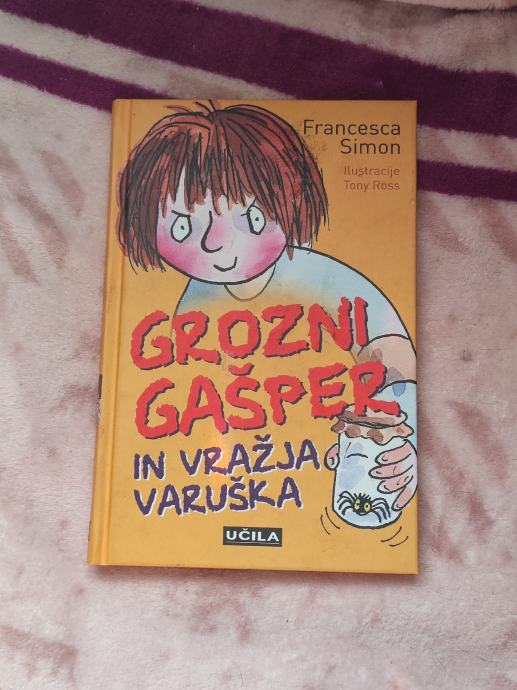 Francesca
Simon
Ilustracije
Tony Ross
GROZNI
GAŠPER
IN VRAŽJA
VARUŠKA
UČILA